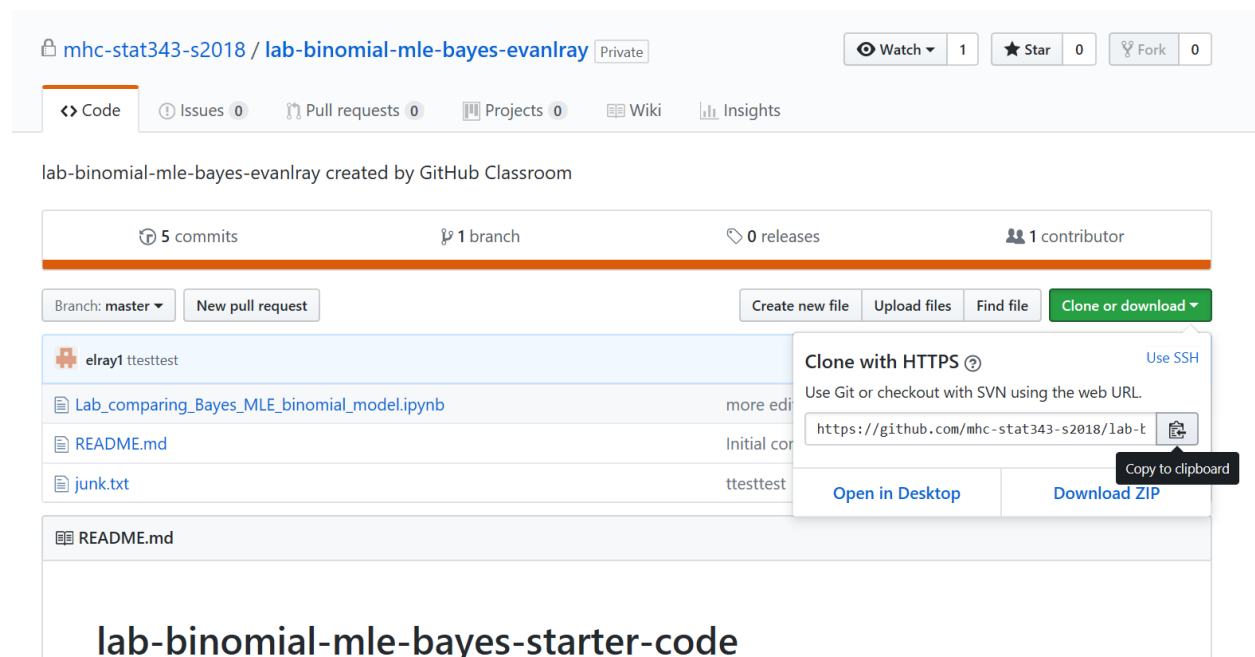 mhc-stat343-s2018 / lab-binomial-mle-bayes-evanlray Private Watch 1 Star 0 Fork 0
Code Issues 0 Pull requests 0 Projects 0 Wiki Insights
lab-binomial-mle-bayes-evanlray created by GitHub Classroom
5 commits 1 branch 0 releases 1 contributor
Branch: master New pull request Create new file Upload files Find file Clone or download
elray1 ttesttest
Clone with HTTPS Use SSH
Use Git or checkout with SVN using the web URL.
Lab_comparing_Bayes_MLE_binomial_model.ipynb more edi
https://github.com/mhc-stat343-s2018/lab-b
README.md Initial cor
Copy to clipboard
junk.txt ttesttest
Open in Desktop Download ZIP
README.md
lab-binomial-mle-bayes-starter-code